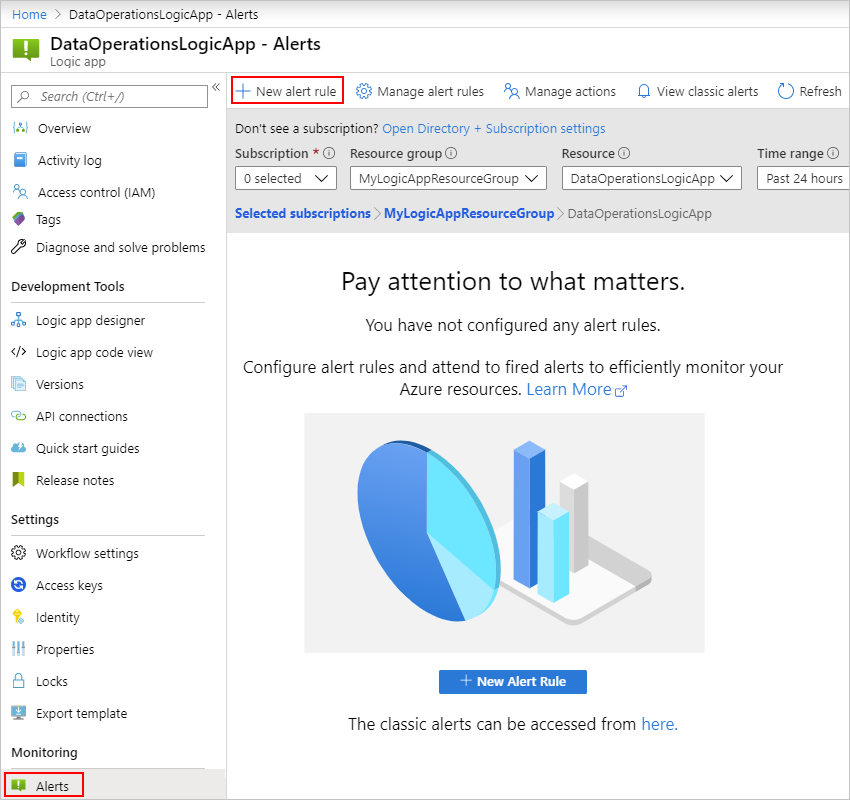 Home > DataOperationsLogicApp - Alerts
DataOperationsLogicApp - Alerts
Logic app
Search (Ctrl+/)
Overview
Activity log
Access control (IAM)
Tags
Diagnose and solve problems
Development Tools
Logic app designer
Logic app code view
Versions
API connections
Quick start guides
Release notes
Settings
Workflow settings
Access keys
Identity
Properties
Locks
Export template
Monitoring
Alerts
New alert rule Manage alert rules Manage actions View classic alerts Refresh
Don't see a subscription? Open Directory + Subscription settings
Subscription * Resource group Resource Time range
0 selected MyLogicAppResourceGroup DataOperationsLogicApp Past 24 hours
Selected subscriptions > MyLogicAppResourceGroup > DataOperationsLogicApp
Pay attention to what matters.
You have not configured any alert rules.
Configure alert rules and attend to fired alerts to efficiently monitor your
Azure resources. Learn More
+ New Alert Rule
The classic alerts can be accessed from here.